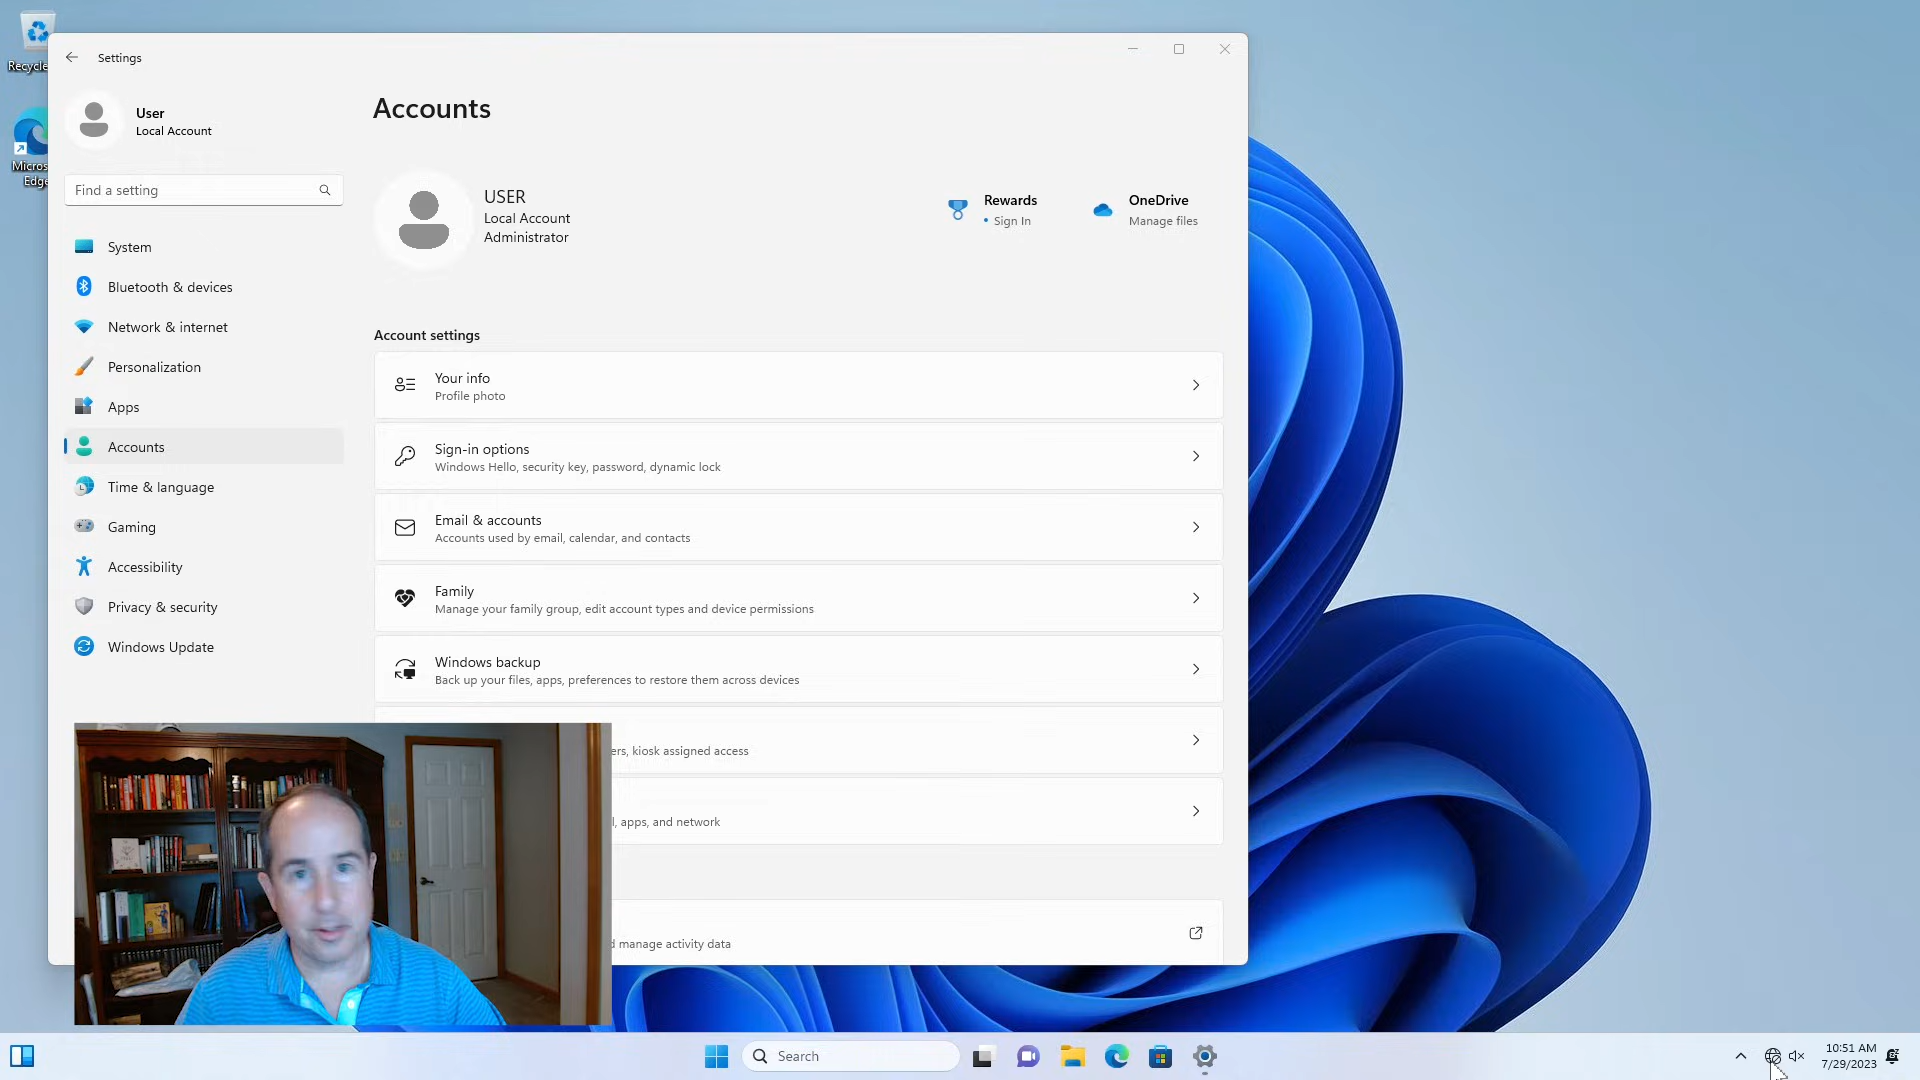 Recycle
Micros
Edge
Settings
User
Local Account
Find a setting
System
Bluetooth & devices
Network & internet
Personalization
Apps
Accounts
Time & language
Gaming
Accessibility
Privacy & security
Windows Update
Accounts
USER
Local Account
Administrator
Rewards
• Sign In
OneDrive
Manage files
Account settings
Your info
Profile photo
Sign-in options
Windows Hello, security key, password, dynamic lock
Email & accounts
Accounts used by email, calendar, and contacts
Family
Manage your family group, edit account types and device permissions
Windows backup
Back up your files, apps, preferences to restore them across devices
ers, kiosk assigned access
l, apps, and network
d manage activity data
Search
10:51 AM
7/29/2023